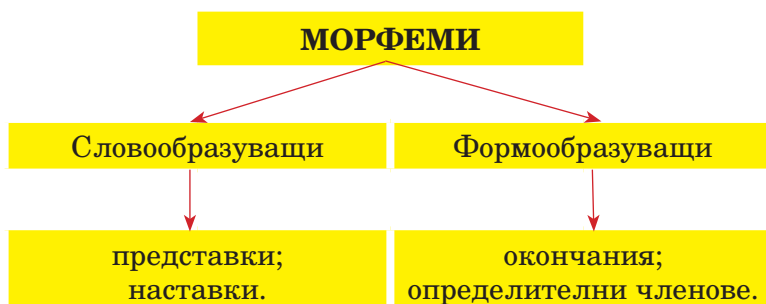 МОРФЕМИ
Словообразуващи
Формообразуващи
представки;
наставки.
окончания;
определителни членове.